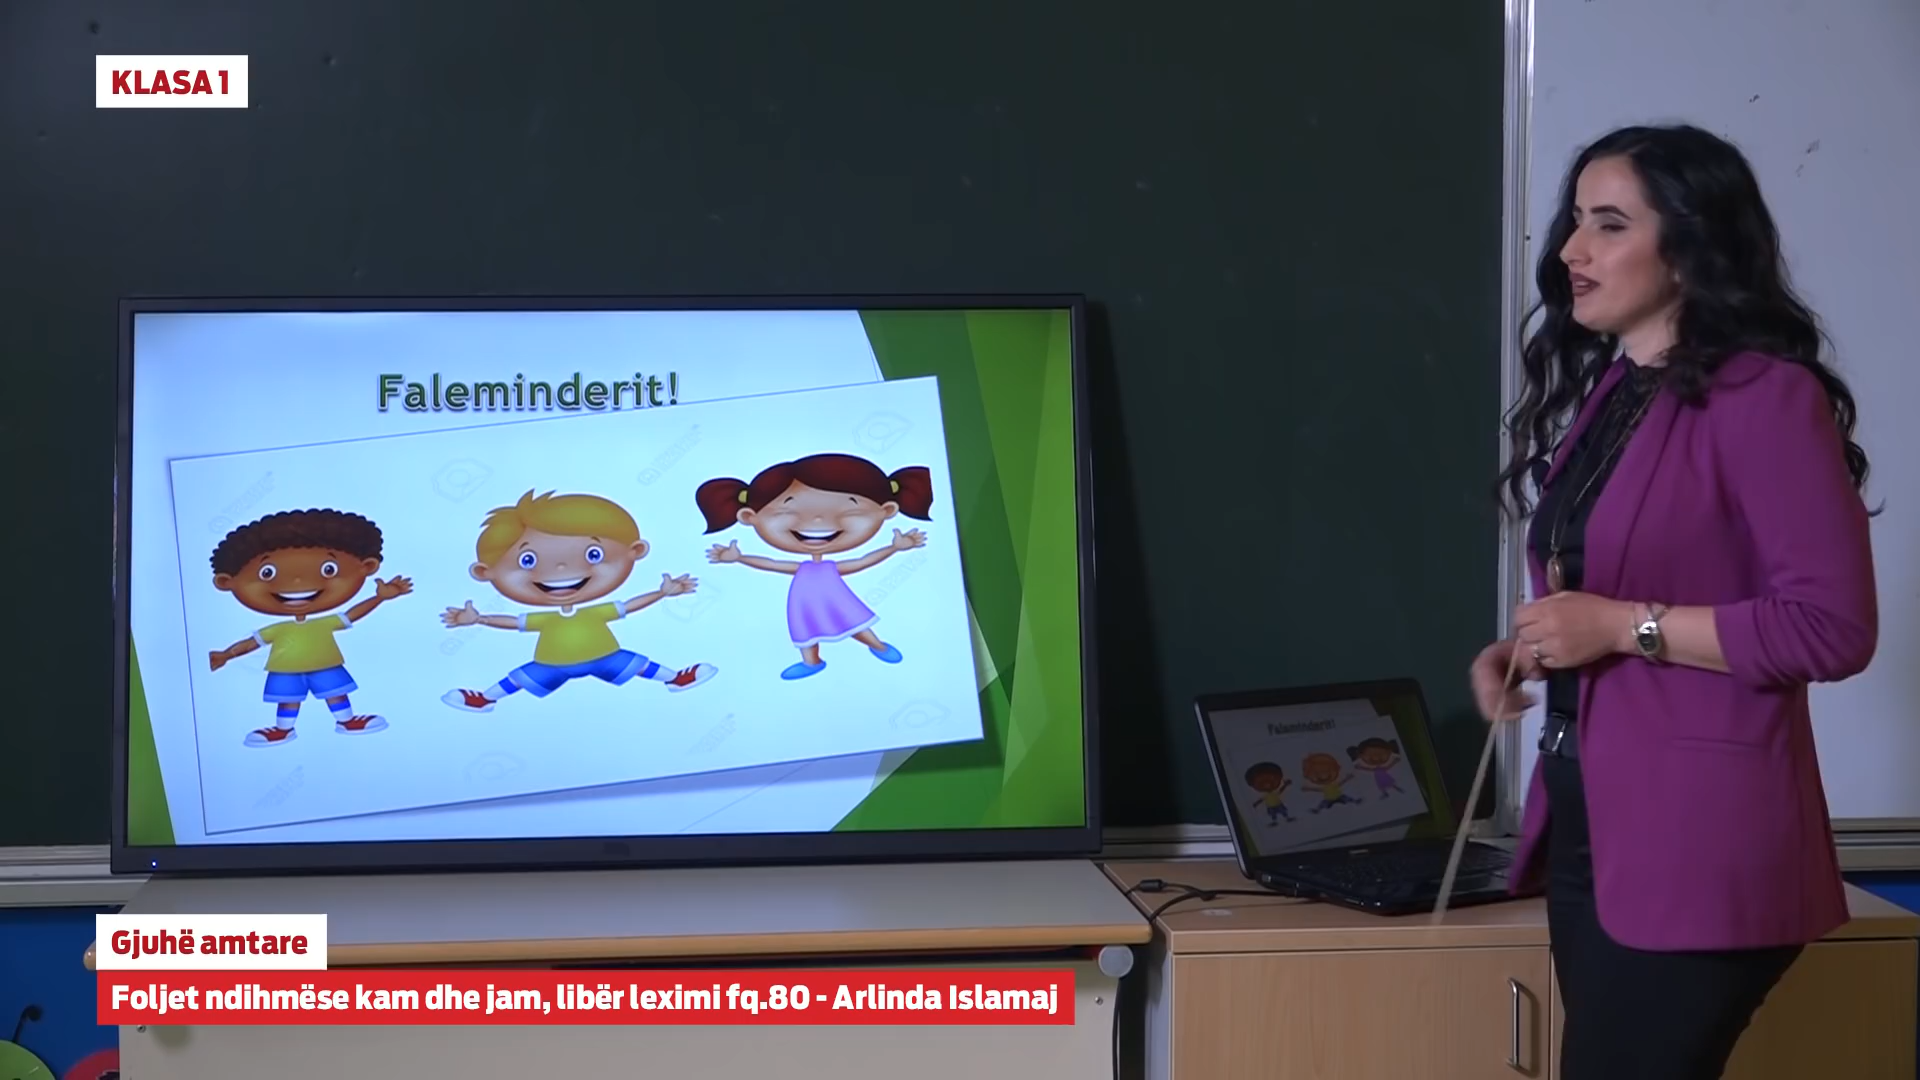 KLASA 1
Faleminderit!
Faleminderit!
Gjuhë amtare
Foljet ndihmëse kam dhe jam, libër leximi fq.80 - Arlinda Islamaj